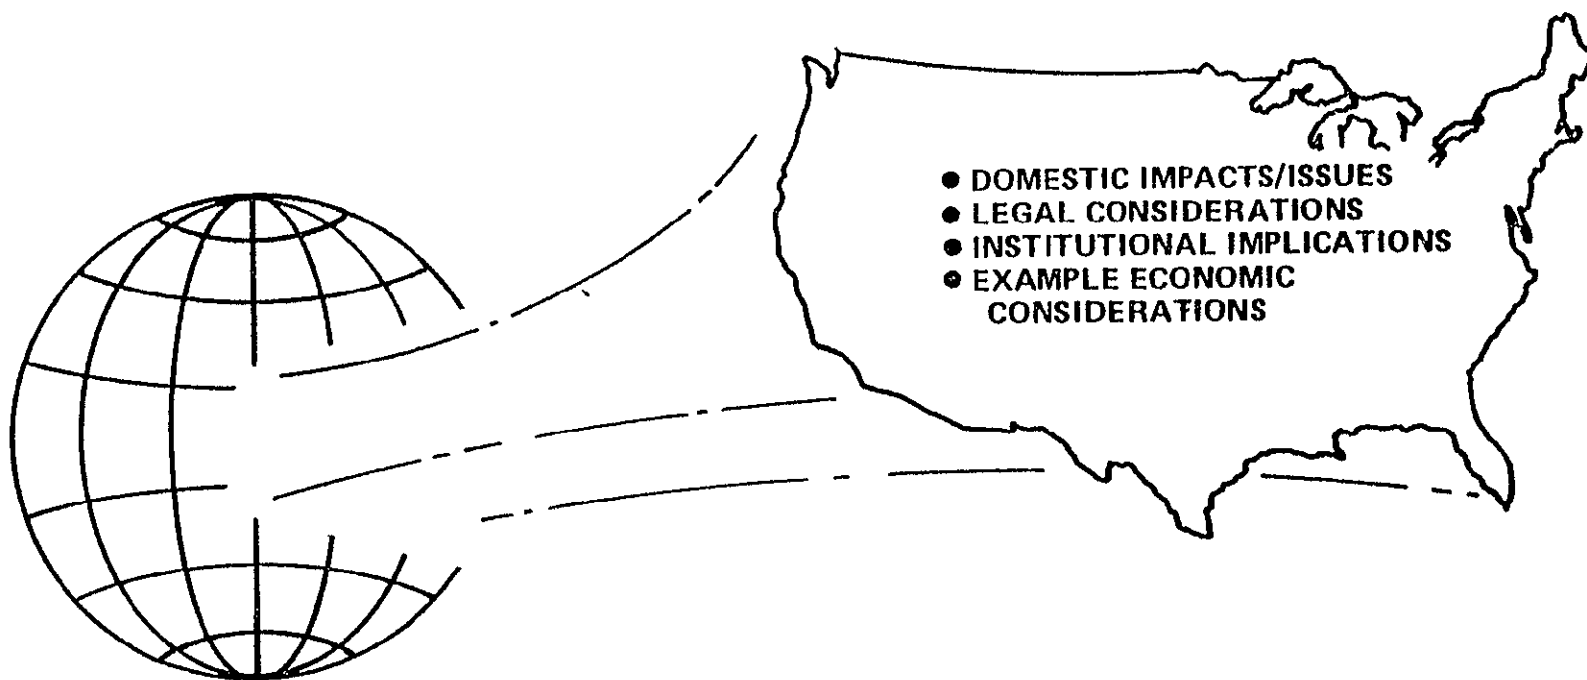 ● DOMESTIC IMPACTS/ISSUES
● LEGAL CONSIDERATIONS
● INSTITUTIONAL IMPLICATIONS
● EXAMPLE ECONOMIC
CONSIDERATIONS